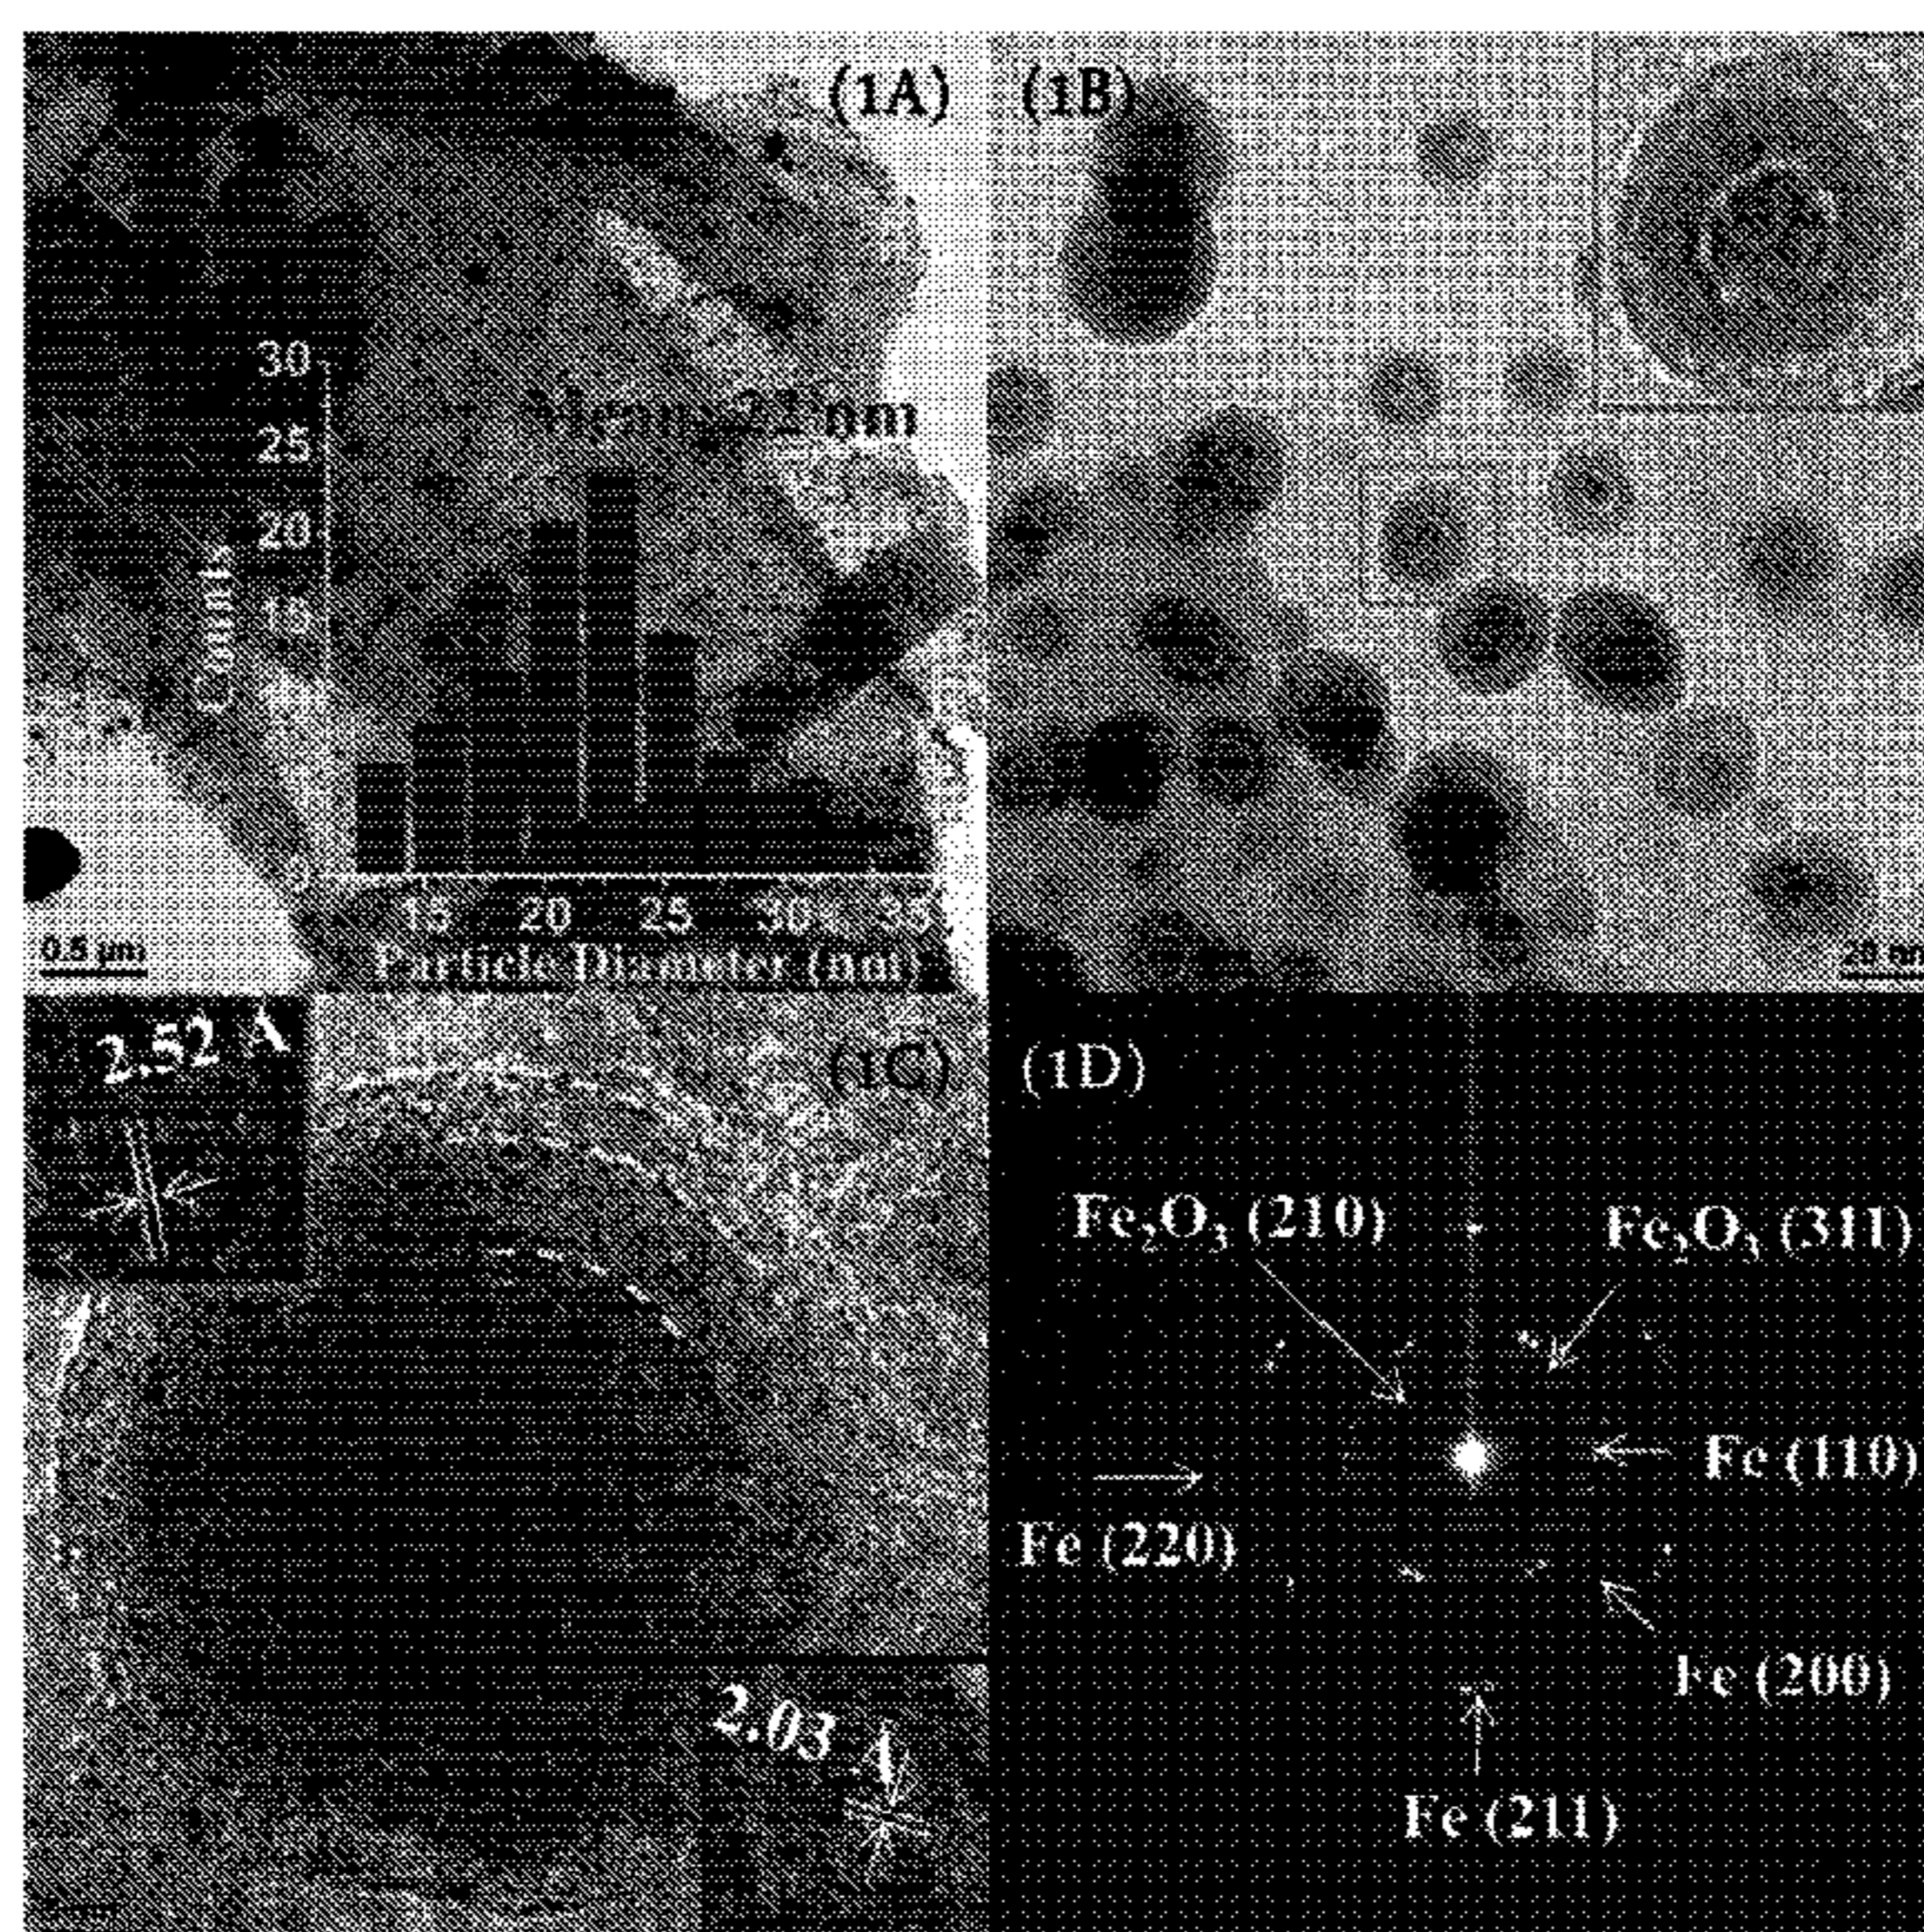 (1A)
30
25
20
15
Counts
Mean: 22 nm
0
15 20 25 30 35
Particle Diameter (nm)
0.5 µm
(1B)
20 nm
(1C)
2.52 Å
2.03 Å
(1D)
Fe₂O₃ (210)
Fe₂O₃ (311)
Fe (110)
Fe (220)
Fe (200)
Fe (211)